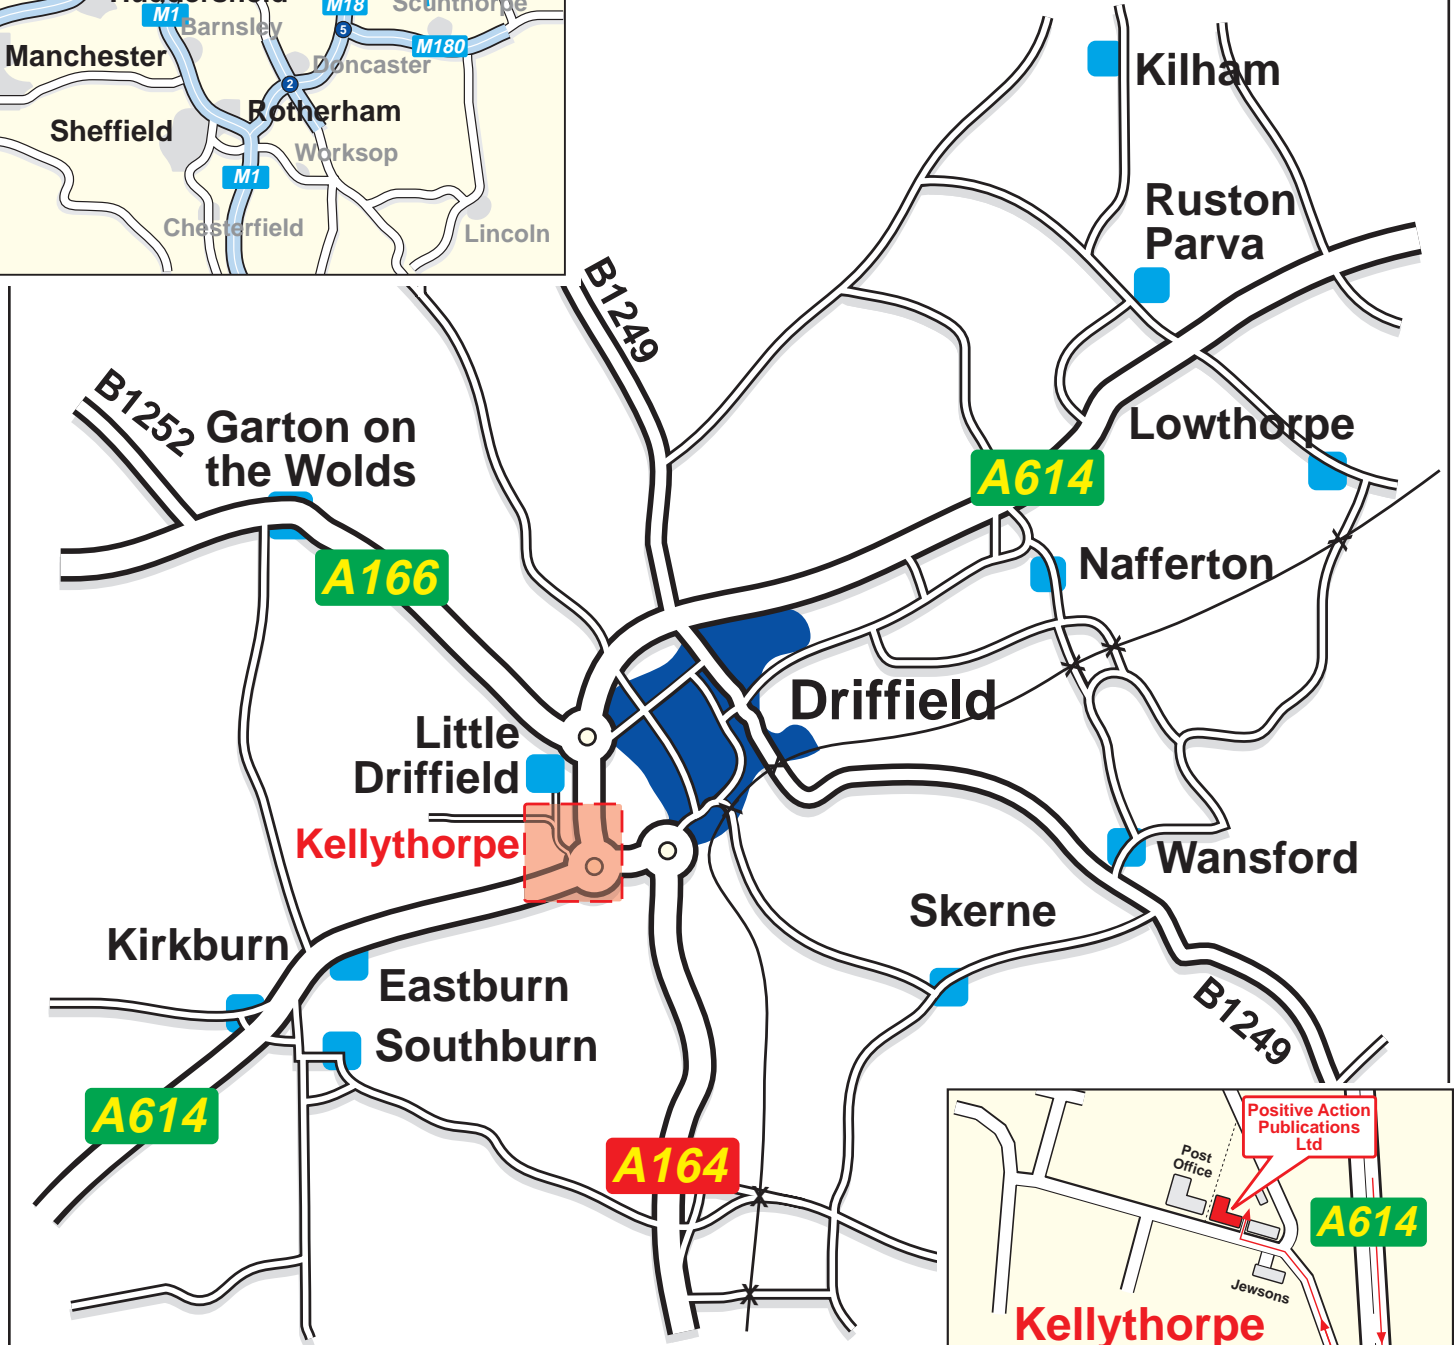 M1
M18
Scunthorpe
Barnsley
5
M180
Manchester
Doncaster
2
Rotherham
Sheffield
Worksop
M1
Chesterfield
Lincoln
Kilham
Ruston
Parva
B1249
B1252
Garton on
the Wolds
Lowthorpe
A614
A166
Nafferton
Driffield
Little
Driffield
Kellythorpe
Wansford
Skerne
Kirkburn
Eastburn
Southburn
B1249
A614
A164
Positive Action
Publications
Ltd
Post
Office
A614
Jewsons
Kellythorpe